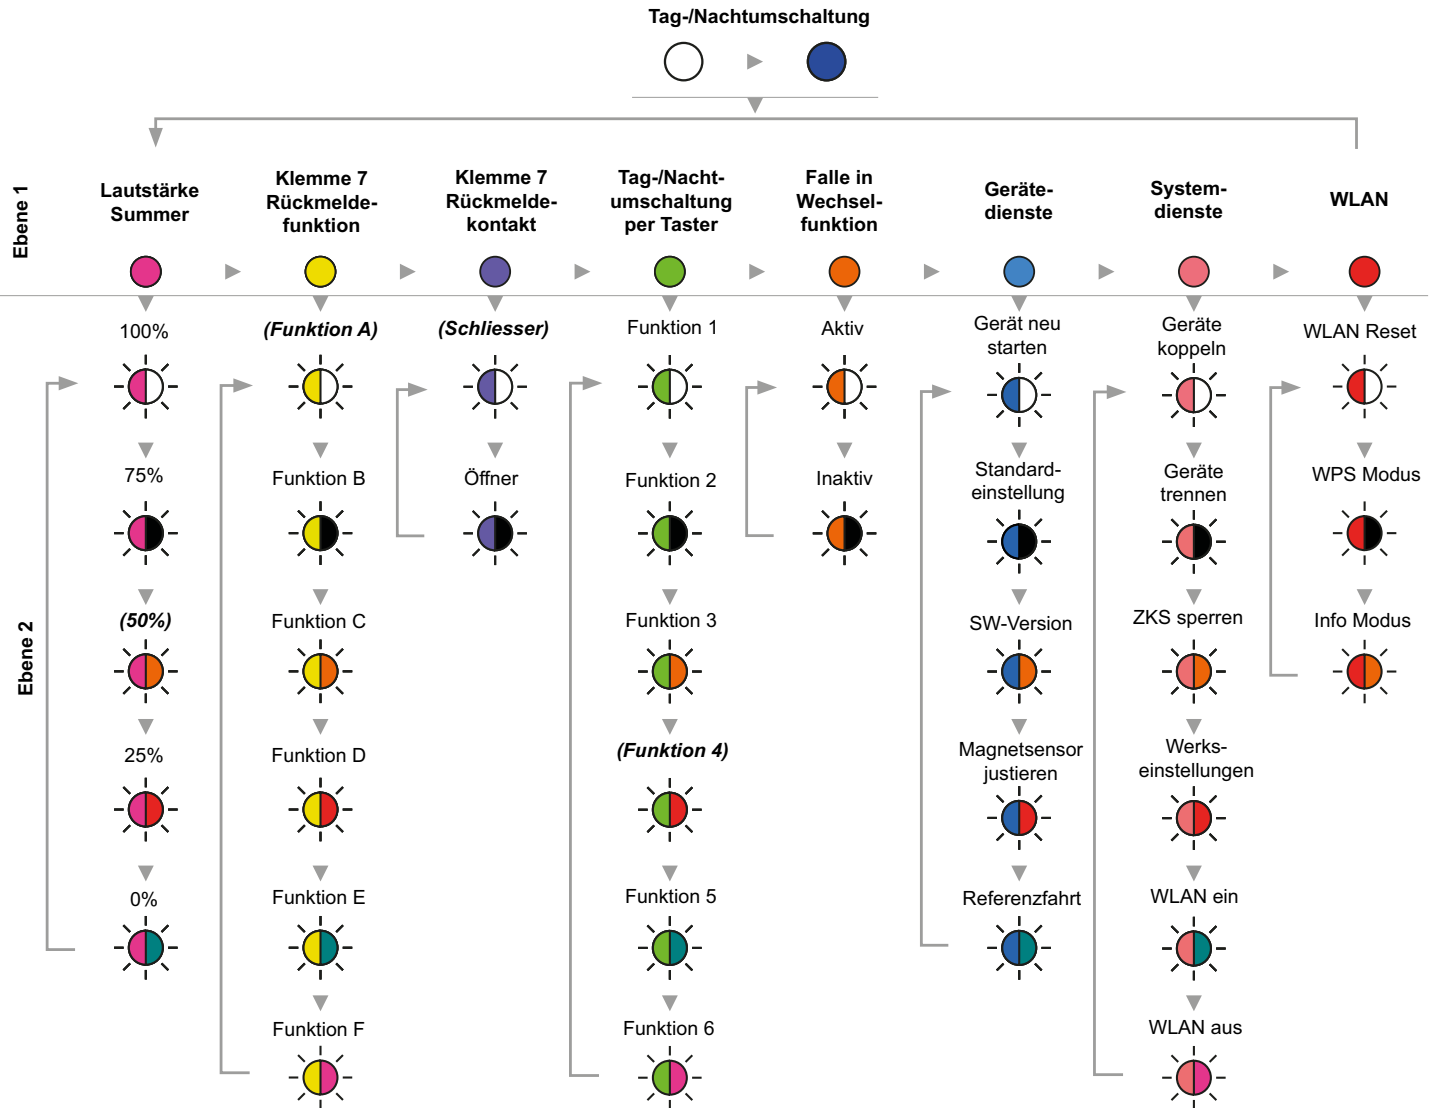 Tag-/Nachtumschaltung
Ebene 1
Lautstärke
Summer
Klemme 7
Rückmelde-
funktion
Klemme 7
Rückmelde-
kontakt
Tag-/Nacht-
umschaltung
per Taster
Falle in
Wechsel-
funktion
Geräte-
dienste
System-
dienste
WLAN
Ebene 2
100%
75%
(50%)
25%
0%
(Funktion A)
Funktion B
Funktion C
Funktion D
Funktion E
Funktion F
(Schliesser)
Öffner
Funktion 1
Funktion 2
Funktion 3
(Funktion 4)
Funktion 5
Funktion 6
Aktiv
Inaktiv
Gerät neu
starten
Standard-
einstellung
SW-Version
Magnetsensor
justieren
Referenzfahrt
Geräte
koppeln
Geräte
trennen
ZKS sperren
Werks-
einstellungen
WLAN ein
WLAN aus
WLAN Reset
WPS Modus
Info Modus